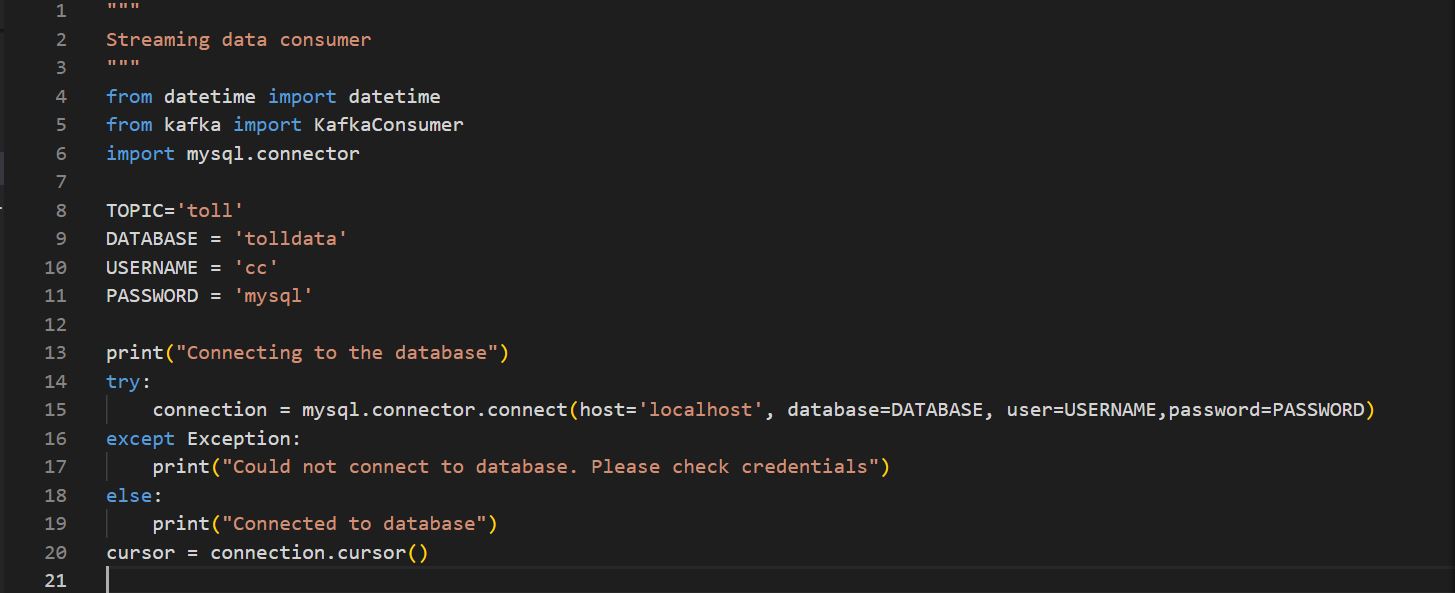 1 """
2 Streaming data consumer
3 """
4 from datetime import datetime
5 from kafka import KafkaConsumer
6 import mysql.connector
7
8 TOPIC='toll'
9 DATABASE = 'tolldata'
10 USERNAME = 'cc'
11 PASSWORD = 'mysql'
12
13 print("Connecting to the database")
14 try:
15     connection = mysql.connector.connect(host='localhost', database=DATABASE, user=USERNAME,password=PASSWORD)
16 except Exception:
17     print("Could not connect to database. Please check credentials")
18 else:
19     print("Connected to database")
20 cursor = connection.cursor()
21